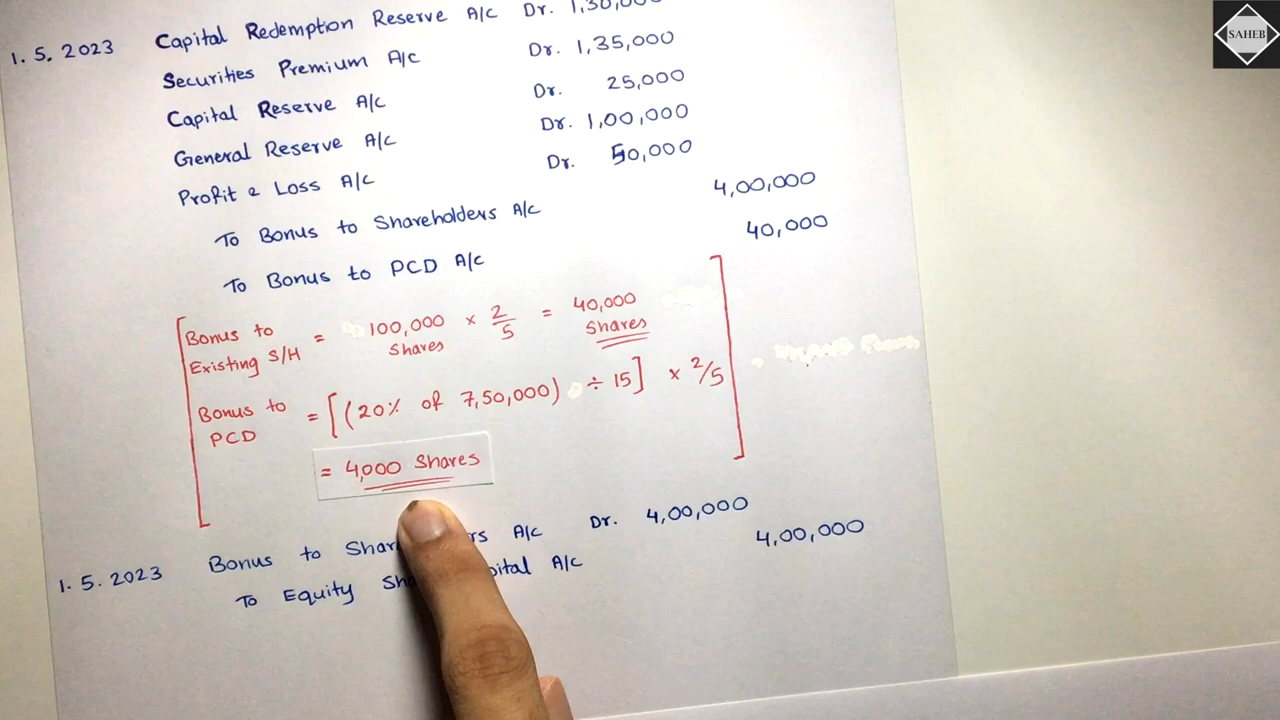 1.5.2023 Capital Redemption Reserve A/c Dr. 1,30,000
Securities Premium A/c Dr. 1,35,000
Capital Reserve A/c Dr. 25,000
General Reserve A/c Dr. 1,00,000
Profit & Loss A/c Dr. 50,000
To Bonus to Shareholders A/c 4,00,000
To Bonus to PCD A/c 40,000
Bonus to Existing S/H = 100,000 Shares × 2/5 = 40,000 Shares
Bonus to PCD = [(20% of 7,50,000) ÷ 15] × 2/5
= 4,000 Shares
1.5.2023 Bonus to A/c Dr. 4,00,000
To Equity A/c 4,00,000
SAHEB